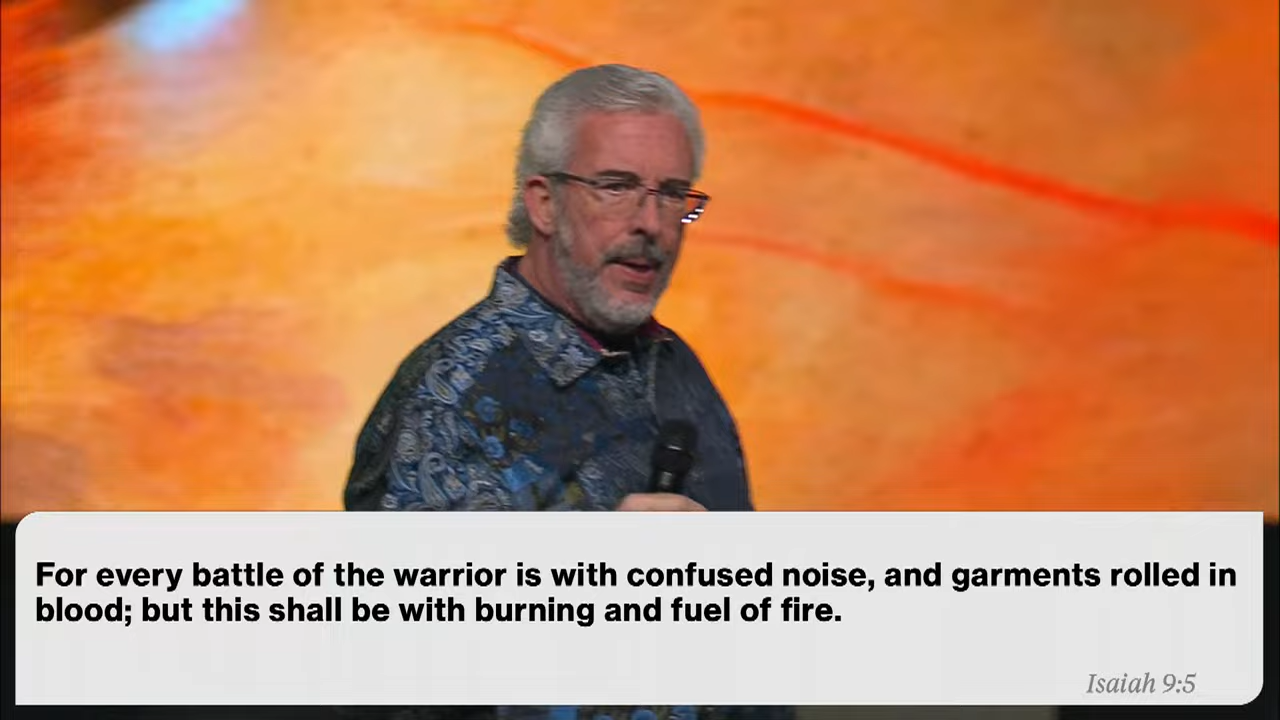 For every battle of the warrior is with confused noise, and garments rolled in
blood; but this shall be with burning and fuel of fire.
Isaiah 9:5